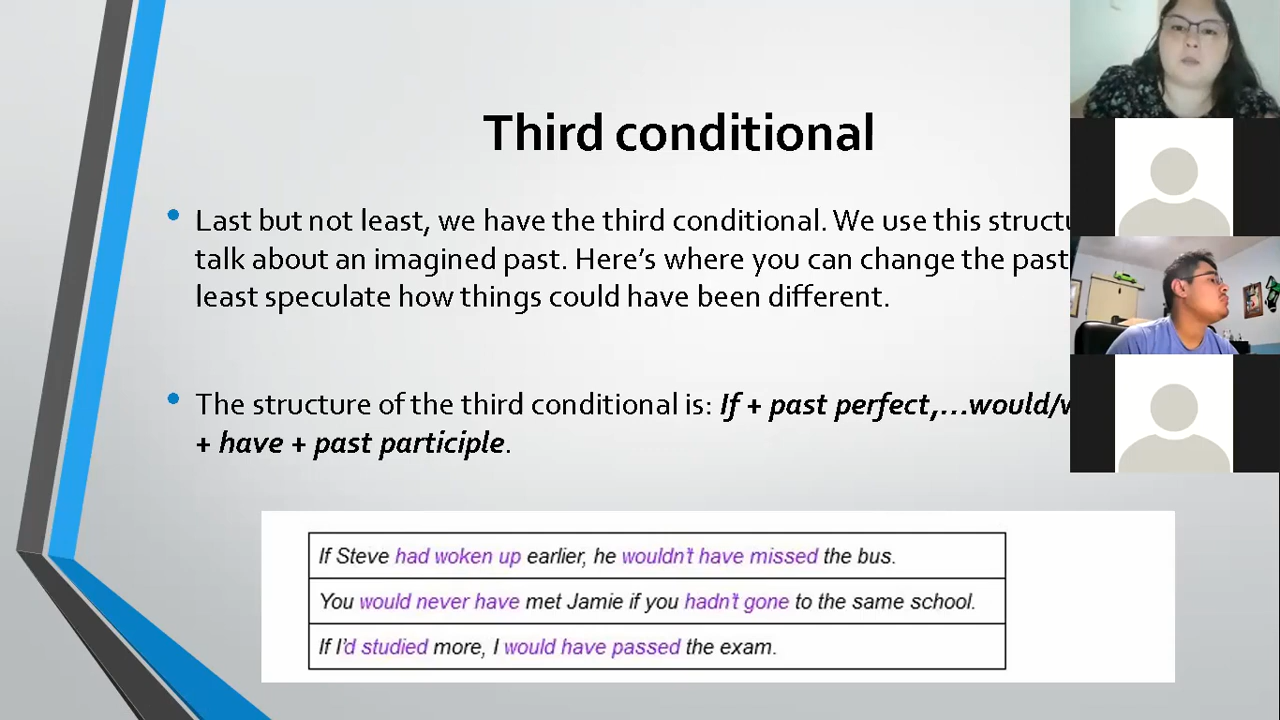 Third conditional
Last but not least, we have the third conditional. We use this
talk about an imagined past. Here's where you can change the past
least speculate how things could have been different.
The structure of the third conditional is: If + past perfect,...would/
+ have + past participle.
If Steve had woken up earlier, he wouldn't have missed the bus.
You would never have met Jamie if you hadn't gone to the same school.
If I'd studied more, I would have passed the exam.